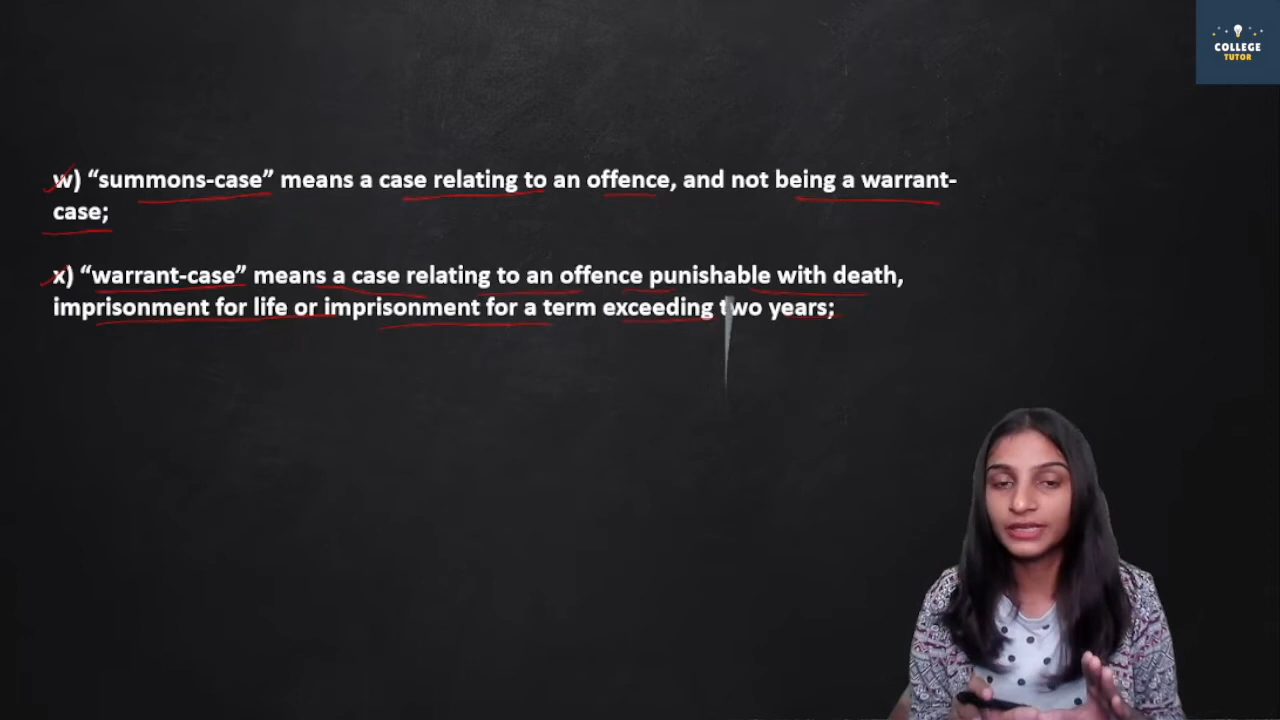 COLLEGE
TUTOR
w) “summons-case” means a case relating to an offence, and not being a warrant-
case;
x) “warrant-case” means a case relating to an offence punishable with death,
imprisonment for life or imprisonment for a term exceeding two years;